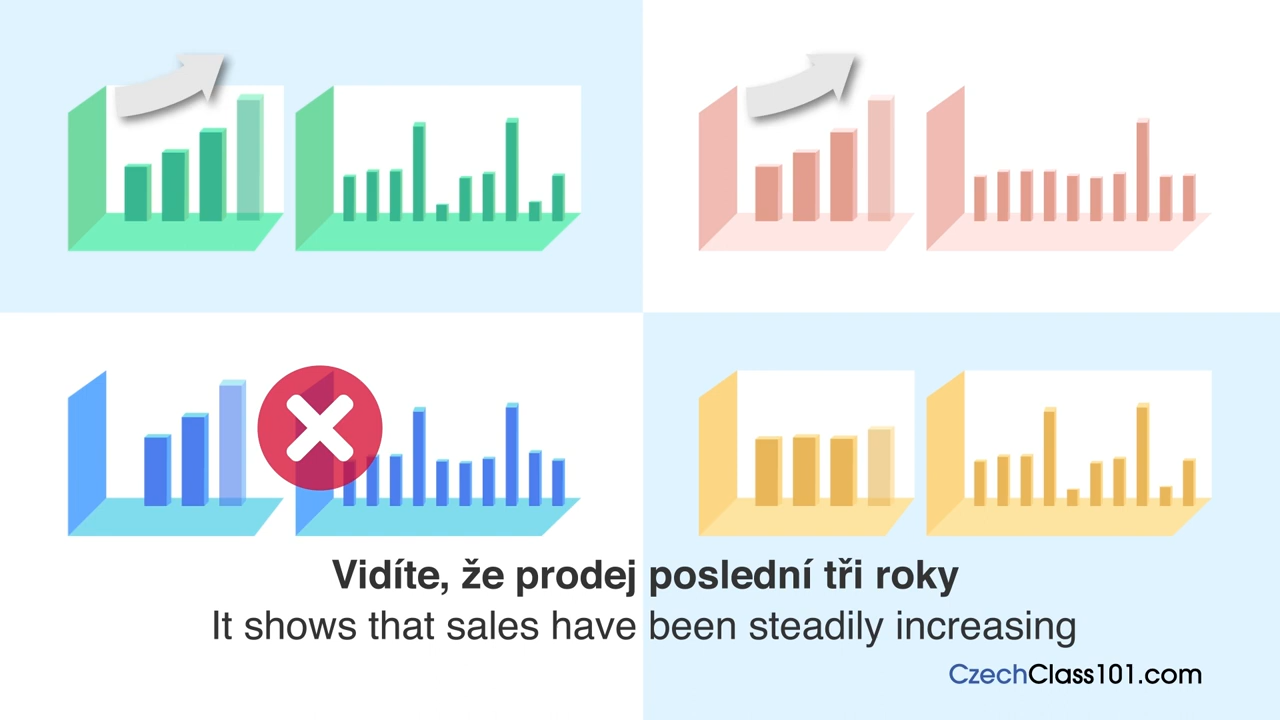 Vidíte, že prodej poslední tři roky
It shows that sales have been steadily increasing
CzechClass101.com